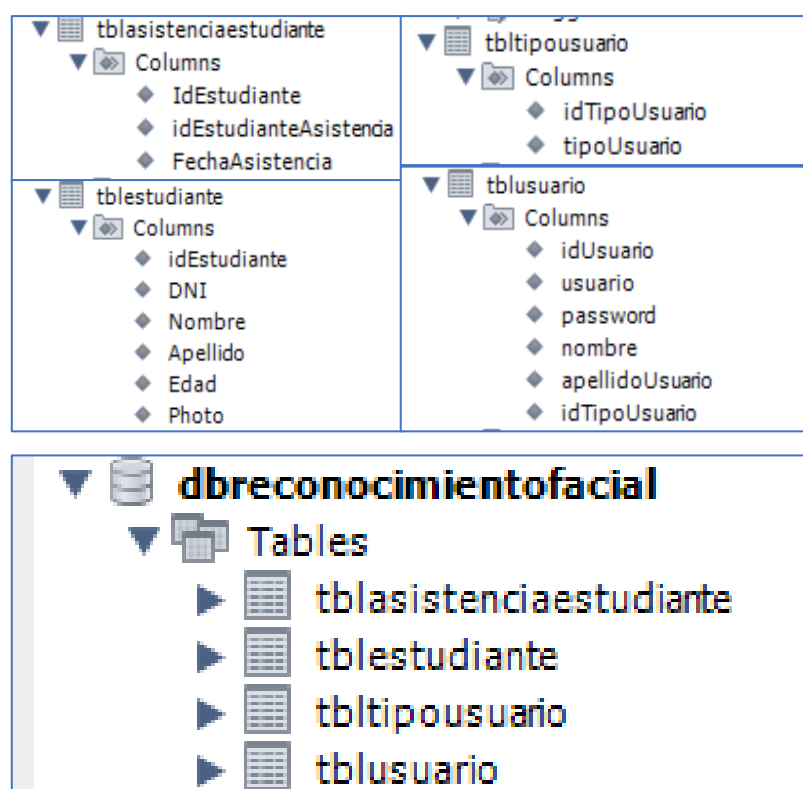 tblasistenciaestudiante
Columns
IdEstudiante
idEstudianteAsistencia
FechaAsistencia
tblestudiante
Columns
idEstudiante
DNI
Nombre
Apellido
Edad
Photo
tbltipousuario
Columns
idTipoUsuario
tipoUsuario
tblusuario
Columns
idUsuario
usuario
password
nombre
apellidoUsuario
idTipoUsuario
dbreconocimientofacial
Tables
tblasistenciaestudiante
tblestudiante
tbltipousuario
tblusuario